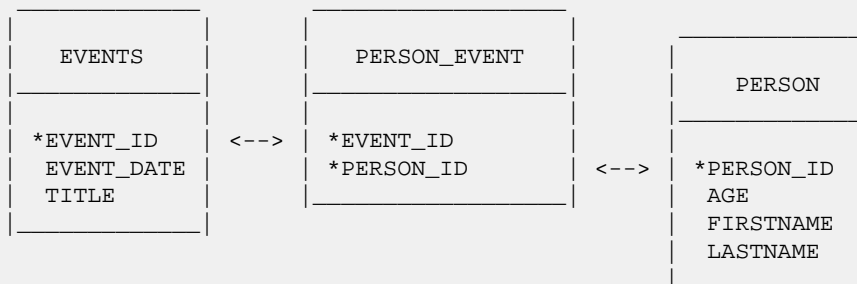 EVENTS
*EVENT_ID
EVENT_DATE
TITLE
<-->
PERSON_EVENT
*EVENT_ID
*PERSON_ID
<-->
PERSON
*PERSON_ID
AGE
FIRSTNAME
LASTNAME